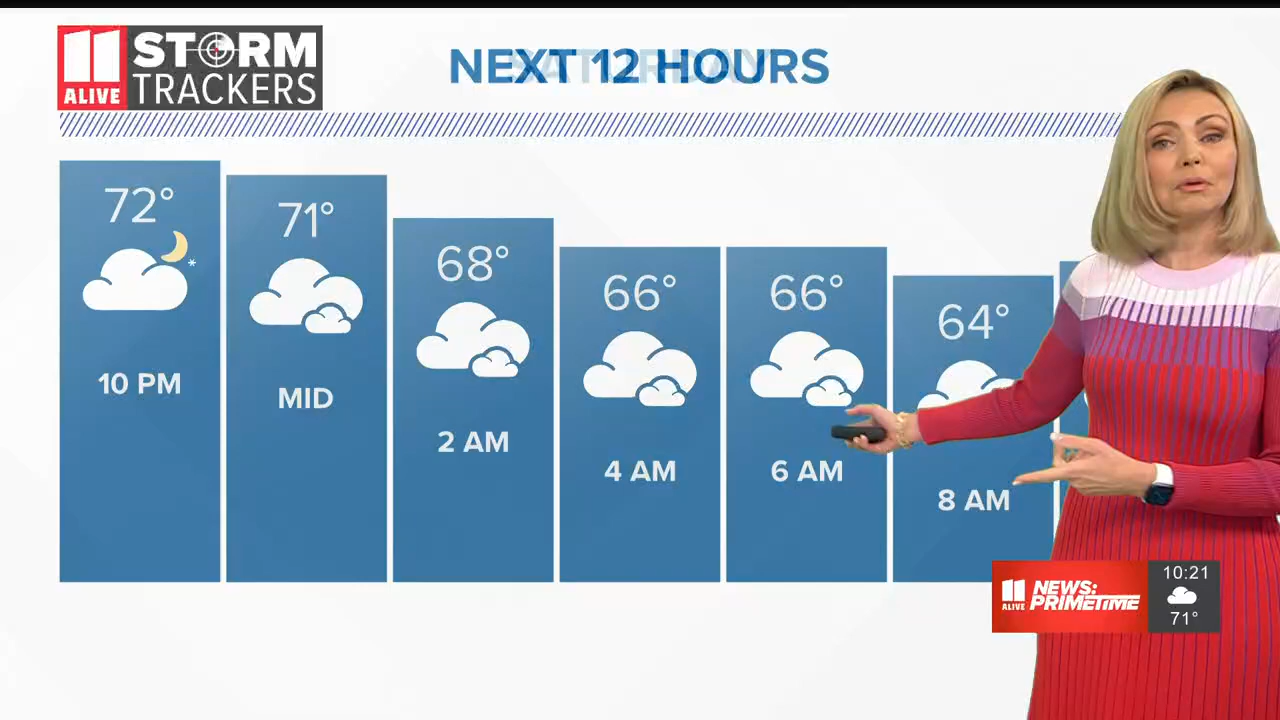 11 ALIVE STORM TRACKERS
NEXT 12 HOURS
SATURDAY
72°
10 PM
71°
MID
68°
2 AM
66°
4 AM
66°
6 AM
64°
8 AM
11 ALIVE NEWS: PRIMETIME
10:21
71°